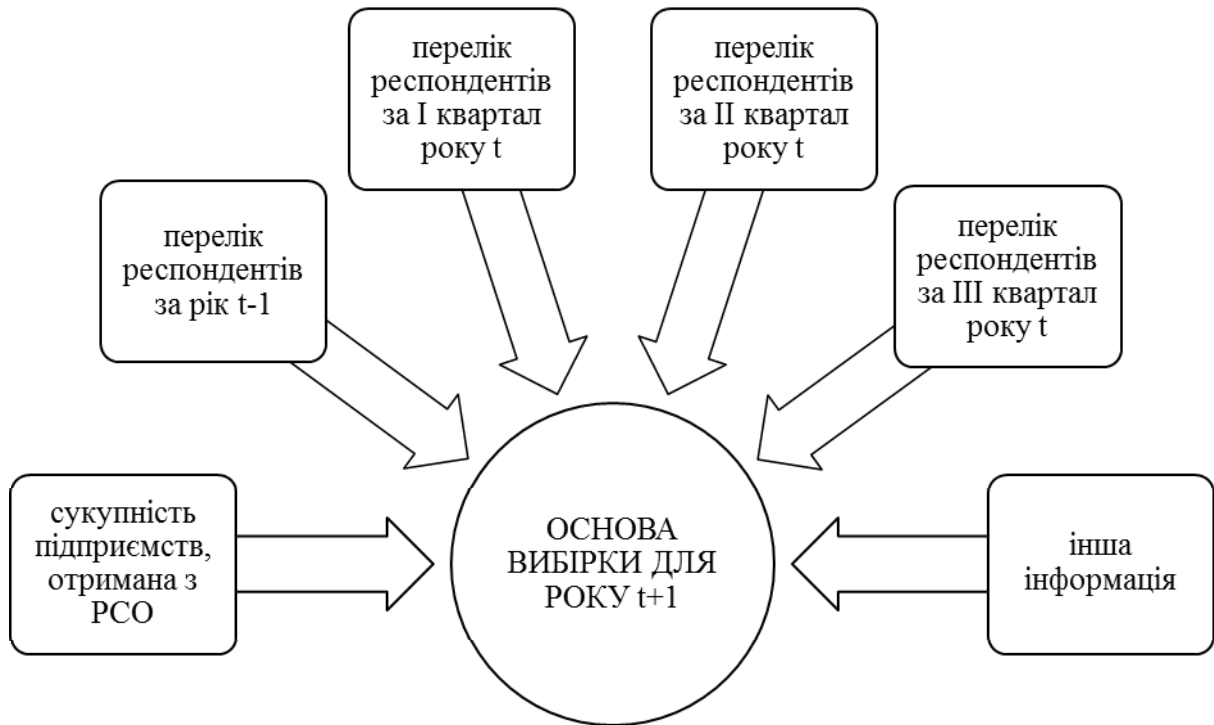 перелік
респондентів
за І квартал
року t
перелік
респондентів
за ІІ квартал
року t
перелік
респондентів
за рік t-1
перелік
респондентів
за ІІІ квартал
року t
сукупність
підприємств,
отримана з
РСО
ОСНОВА
ВИБІРКИ ДЛЯ
РОКУ t+1
інша
інформація